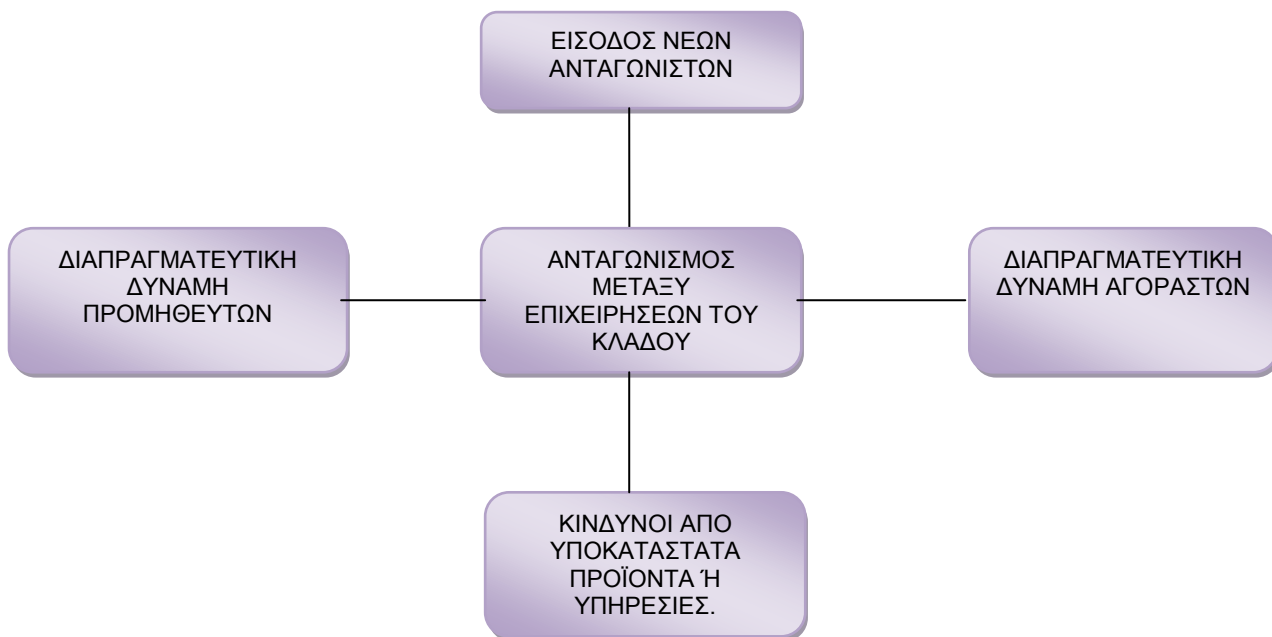 ΕΙΣΟΔΟΣ ΝΕΩΝ
ΑΝΤΑΓΩΝΙΣΤΩΝ
ΔΙΑΠΡΑΓΜΑΤΕΥΤΙΚΗ
ΔΥΝΑΜΗ
ΠΡΟΜΗΘΕΥΤΩΝ
ΑΝΤΑΓΩΝΙΣΜΟΣ
ΜΕΤΑΞΥ
ΕΠΙΧΕΙΡΗΣΕΩΝ ΤΟΥ
ΚΛΑΔΟΥ
ΔΙΑΠΡΑΓΜΑΤΕΥΤΙΚΗ
ΔΥΝΑΜΗ ΑΓΟΡΑΣΤΩΝ
ΚΙΝΔΥΝΟΙ ΑΠΟ
ΥΠΟΚΑΤΑΣΤΑΤΑ
ΠΡΟΪΟΝΤΑ Ή
ΥΠΗΡΕΣΙΕΣ.